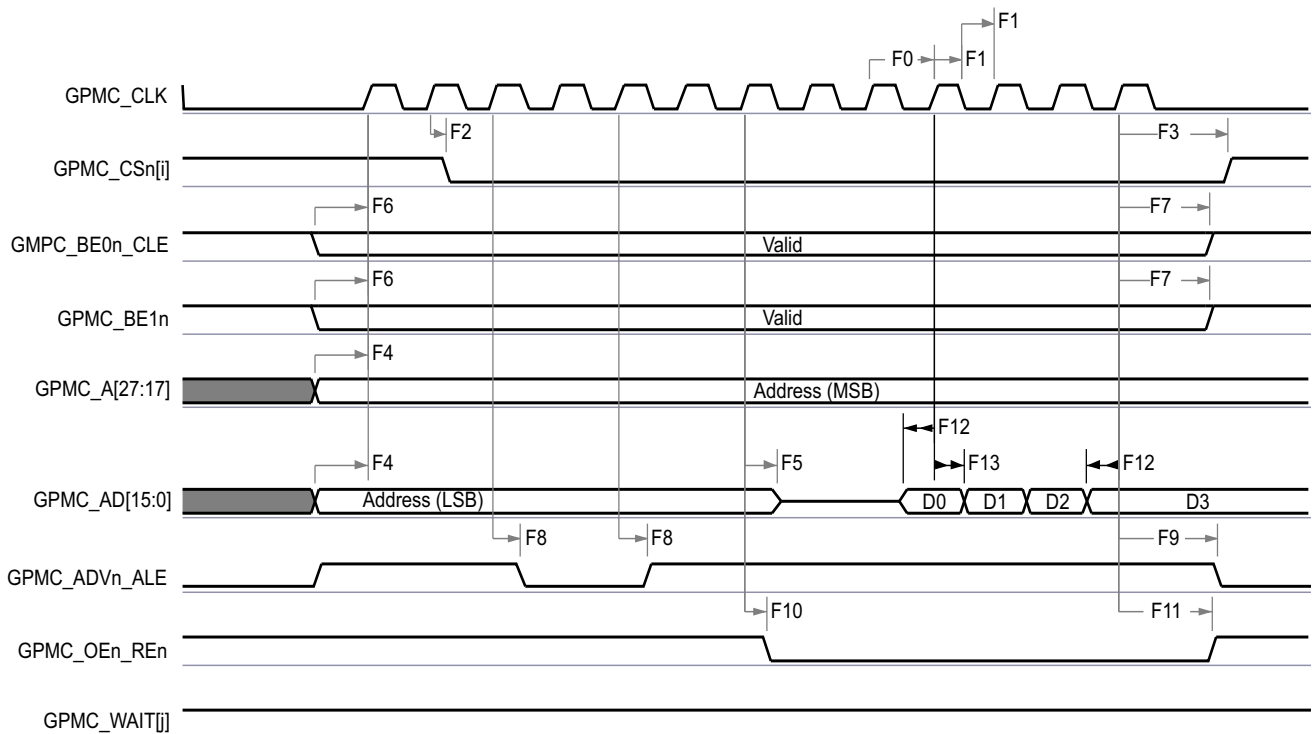 F1
F0 F1
GPMC_CLK
F2 F3
GPMC_CSn[i]
F6 F7
GMPC_BE0n_CLE Valid
F6 F7
GPMC_BE1n Valid
F4
GPMC_A[27:17] Address (MSB)
F12
F4 F5 F13 F12
GPMC_AD[15:0] Address (LSB) D0 D1 D2 D3
F8 F8 F9
GPMC_ADVn_ALE
F10 F11
GPMC_OEn_REn
GPMC_WAIT[j]